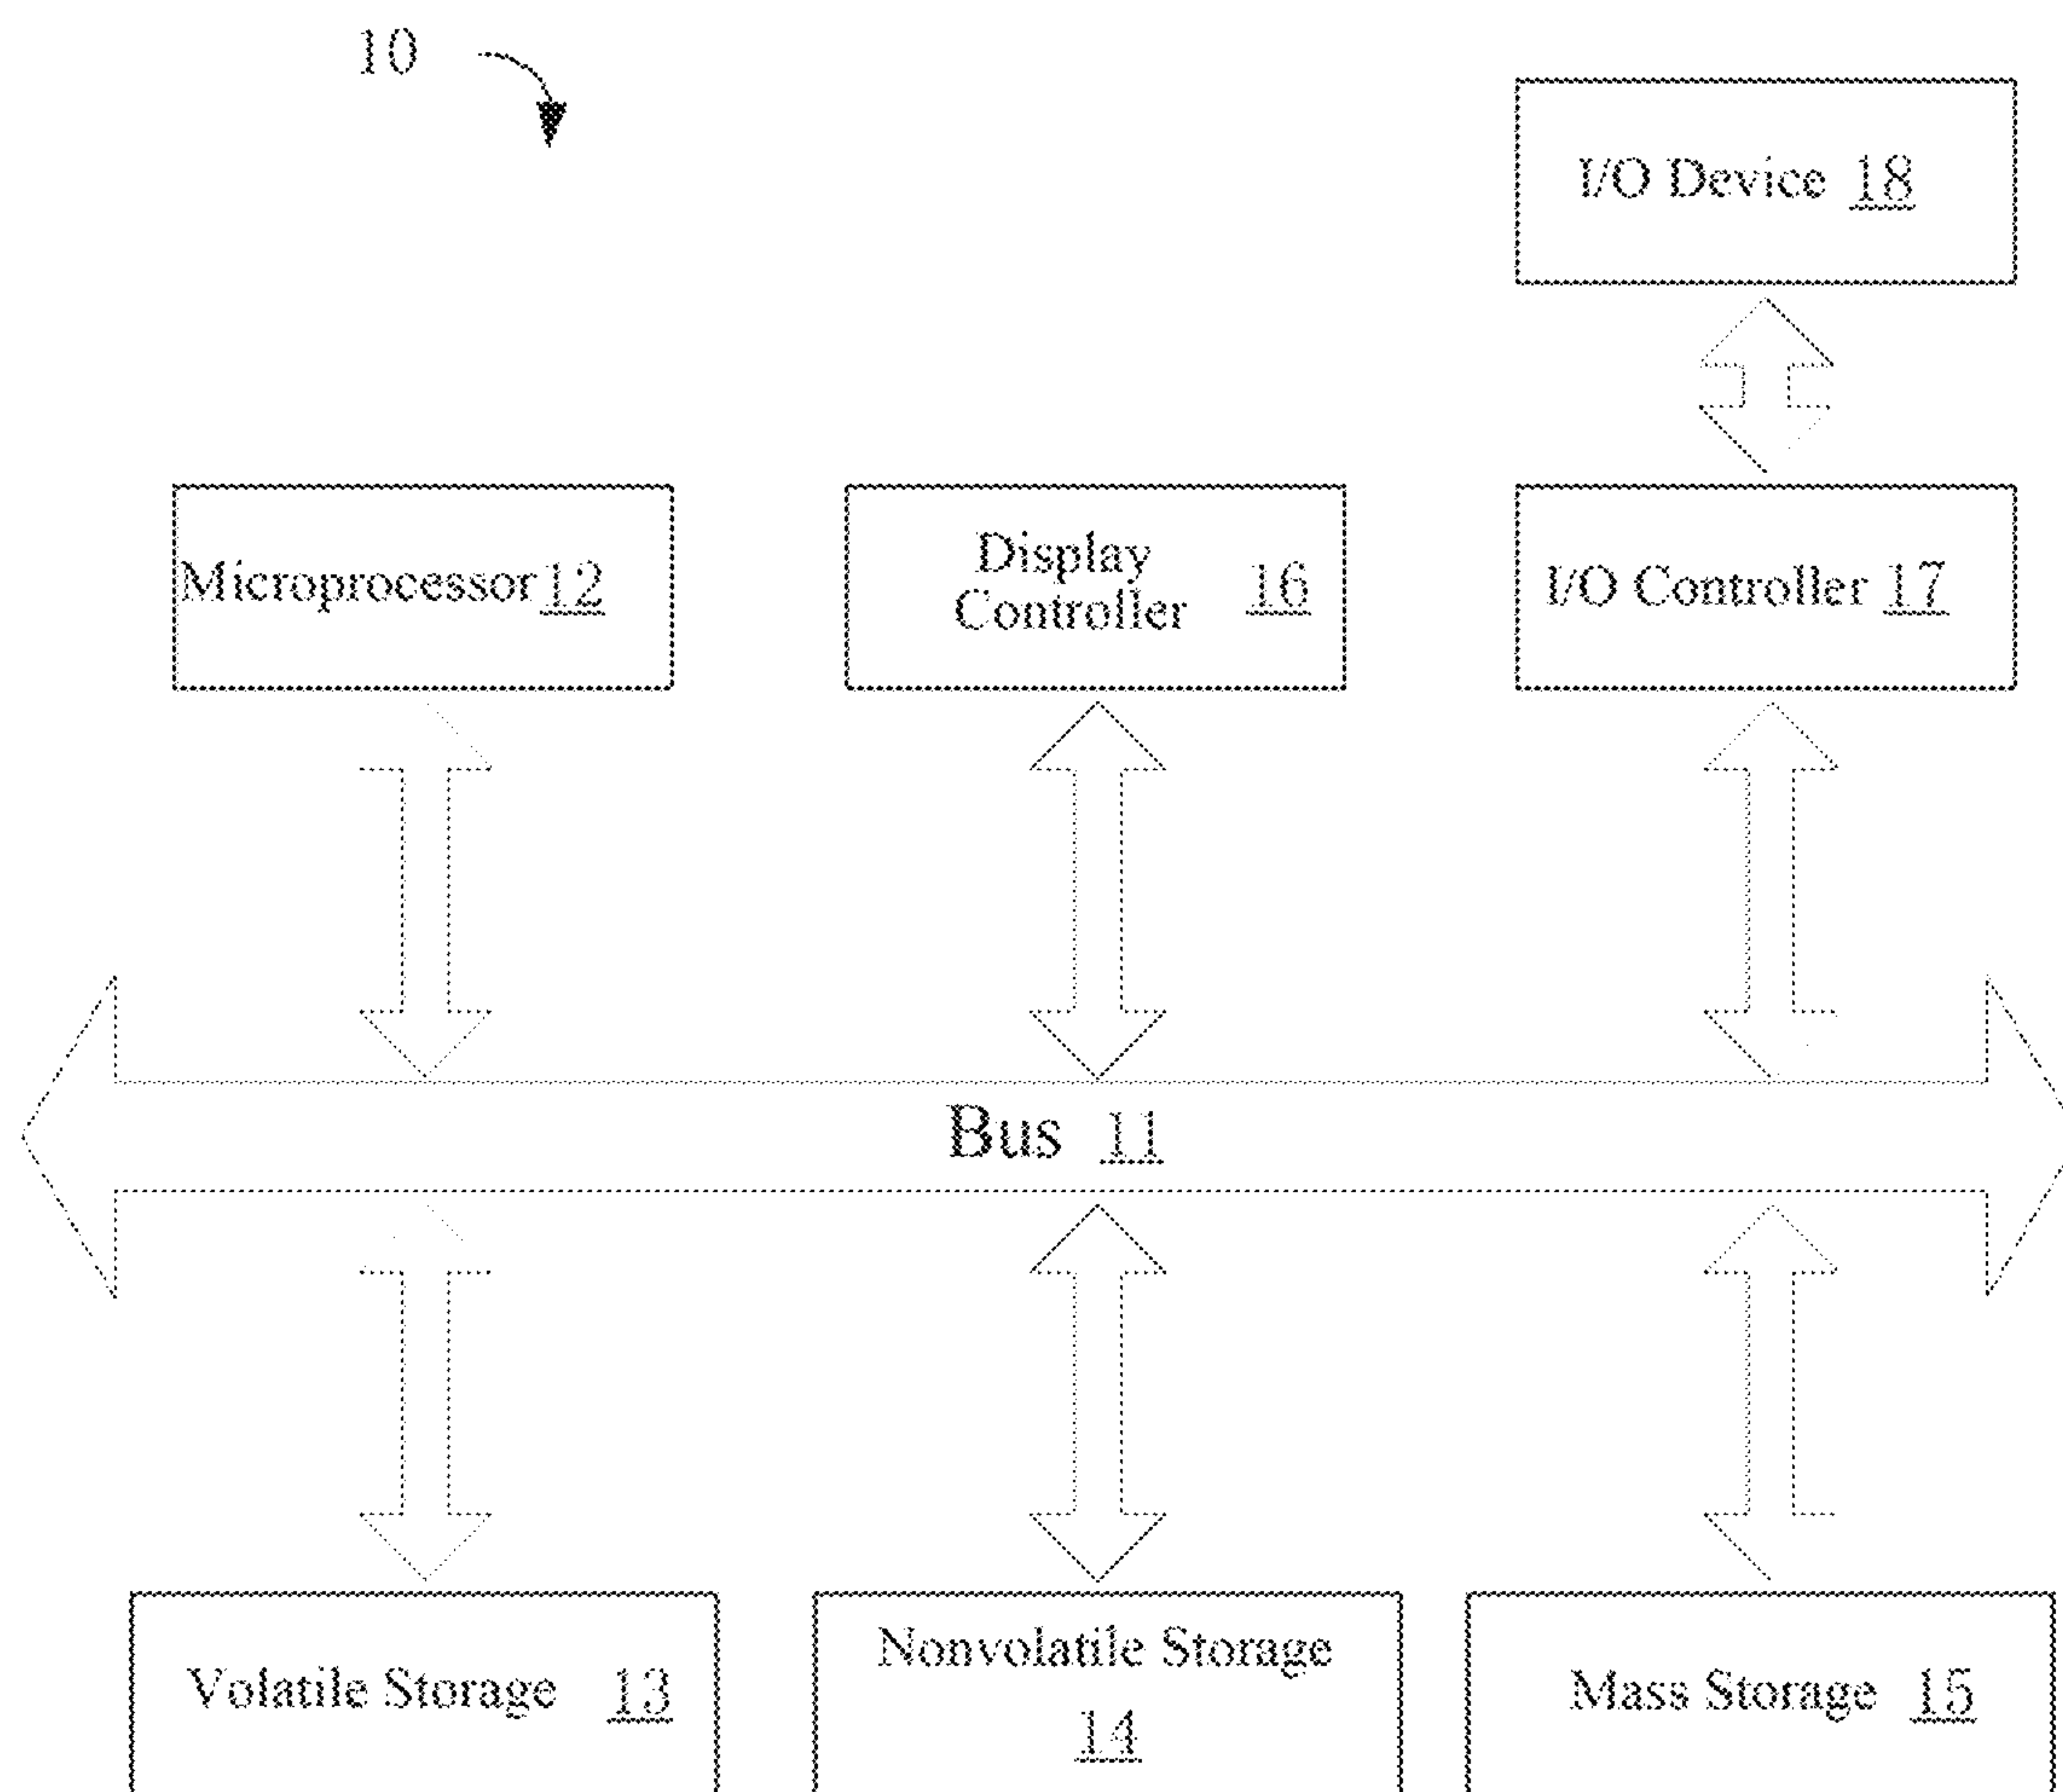 10
I/O Device 18
Microprocessor 12
Display
Controller 16
I/O Controller 17
Bus 11
Volatile Storage 13
Nonvolatile Storage
14
Mass Storage 15